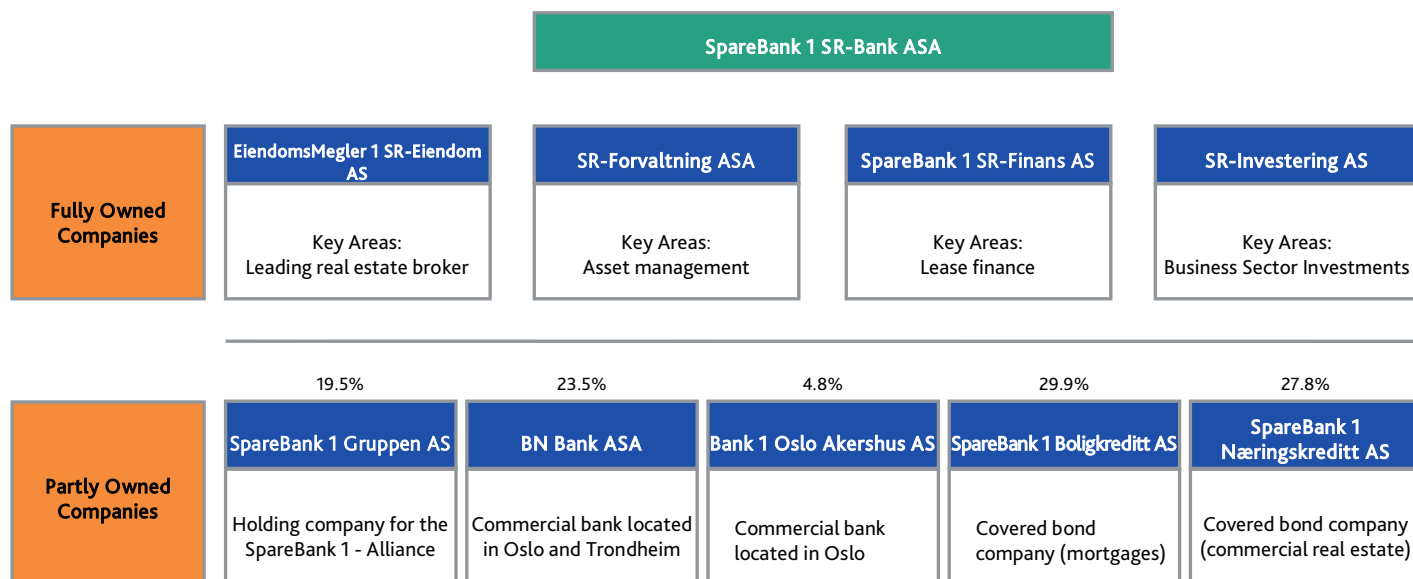 SpareBank 1 SR-Bank ASA
Fully Owned
Companies
EiendomsMegler 1 SR-Eiendom
AS
Key Areas:
Leading real estate broker
SR-Forvaltning ASA
Key Areas:
Asset management
SpareBank 1 SR-Finans AS
Key Areas:
Lease finance
SR-Investering AS
Key Areas:
Business Sector Investments
Partly Owned
Companies
19.5%
SpareBank 1 Gruppen AS
Holding company for the
SpareBank 1 - Alliance
23.5%
BN Bank ASA
Commercial bank located
in Oslo and Trondheim
4.8%
Bank 1 Oslo Akershus AS
Commercial bank
located in Oslo
29.9%
SpareBank 1 Boligkreditt AS
Covered bond
company (mortgages)
27.8%
SpareBank 1
Næringskreditt AS
Covered bond company
(commercial real estate)